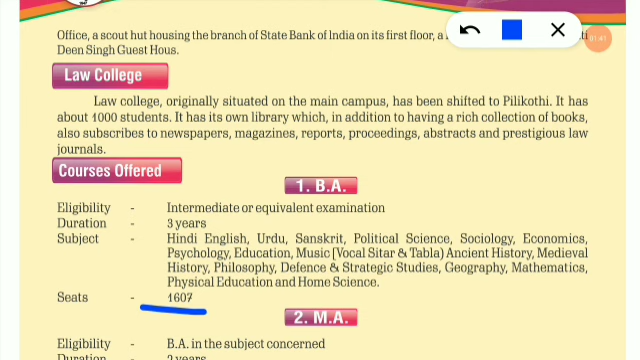 Office, a scout hut housing the branch of State Bank of India on its first floor, a
Deen Singh Guest Hous.
Law College
Law college, originally situated on the main campus, has been shifted to Pilikothi. It has
about 1000 students. It has its own library which, in addition to having a rich collection of books,
also subscribes to newspapers, magazines, reports, proceedings, abstracts and prestigious law
journals.
Courses Offered
1. B.A.
Eligibility - Intermediate or equivalent examination
Duration - 3 years
Subject - Hindi English, Urdu, Sanskrit, Political Science, Sociology, Economics,
Psychology, Education, Music [Vocal Sitar & Tabla) Ancient History, Medieval
History, Philosophy, Defence & Strategic Studies, Geography, Mathematics,
Physical Education and Home Science.
Seats - 1607
2. M.A.
Eligibility - B.A. in the subject concerned
Duration - 2 years
01:41